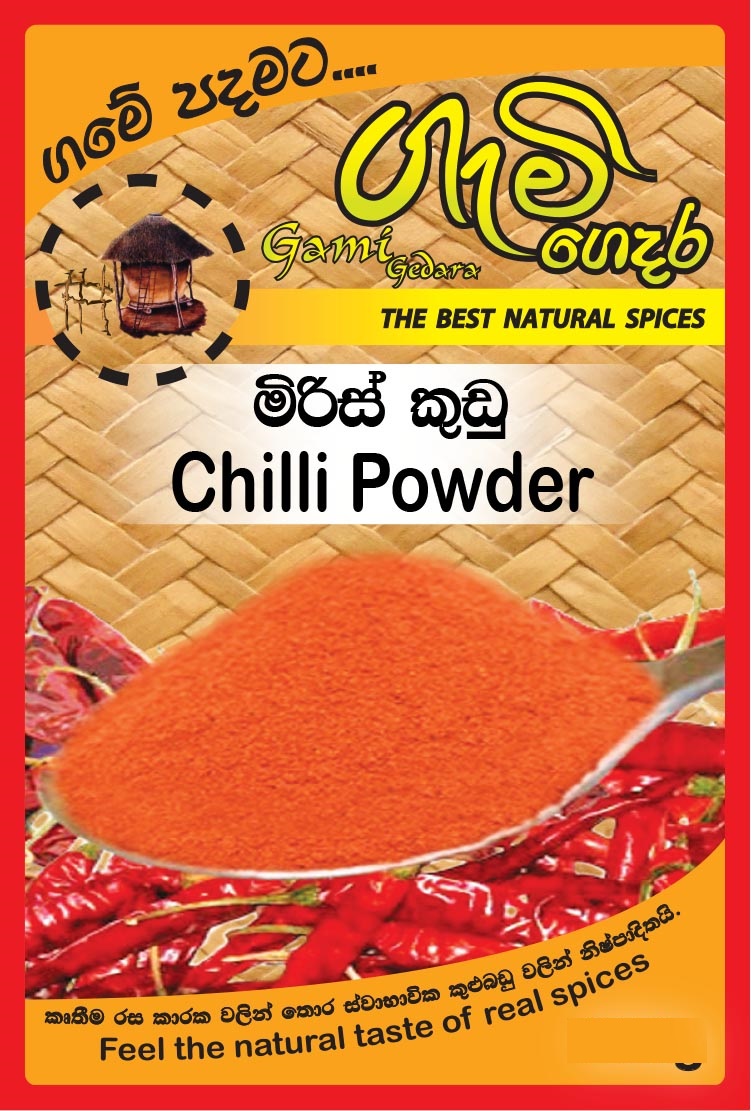 ගමේ පදමට....
ගැමි
ගෙදර
Gami
Gedara
THE BEST NATURAL SPICES
මිරිස් කුඩු
Chilli Powder
කෘතීම රස කාරක වලින් තොර ස්වාභාවික කුළුබඩු වලින් නිෂ්පාදිතයි.
Feel the natural taste of real spices